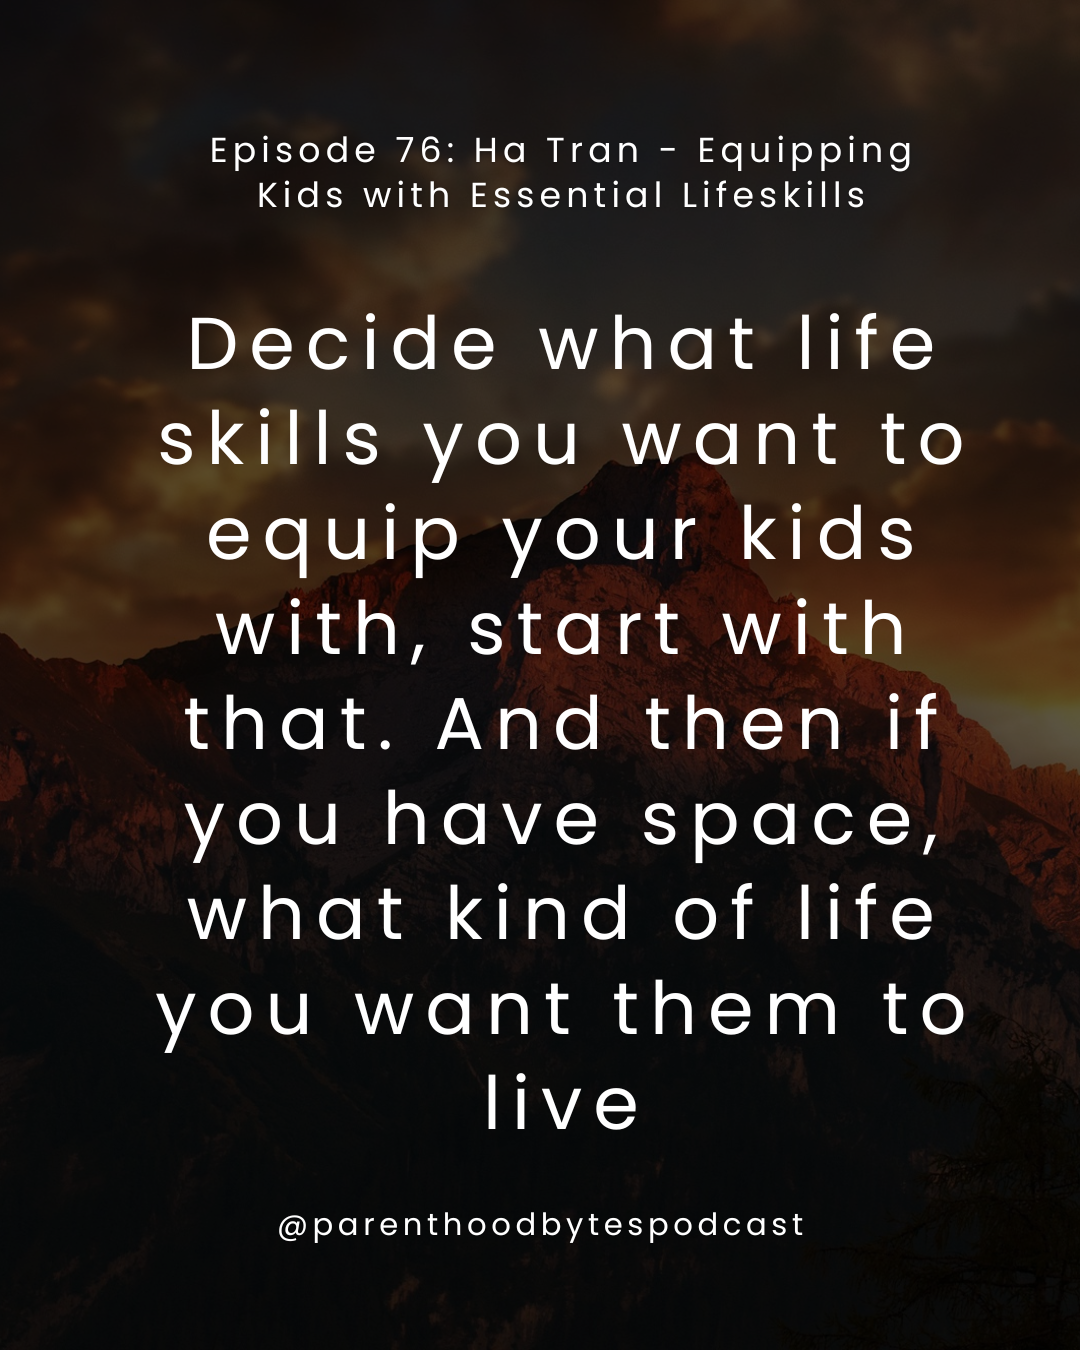 Episode 76: Ha Tran - Equipping
Kids with Essential Lifeskills
Decide what life
skills you want to
equip your kids
with, start with
that. And then if
you have space,
what kind of life
you want them to
live
@parenthoodbytespodcast